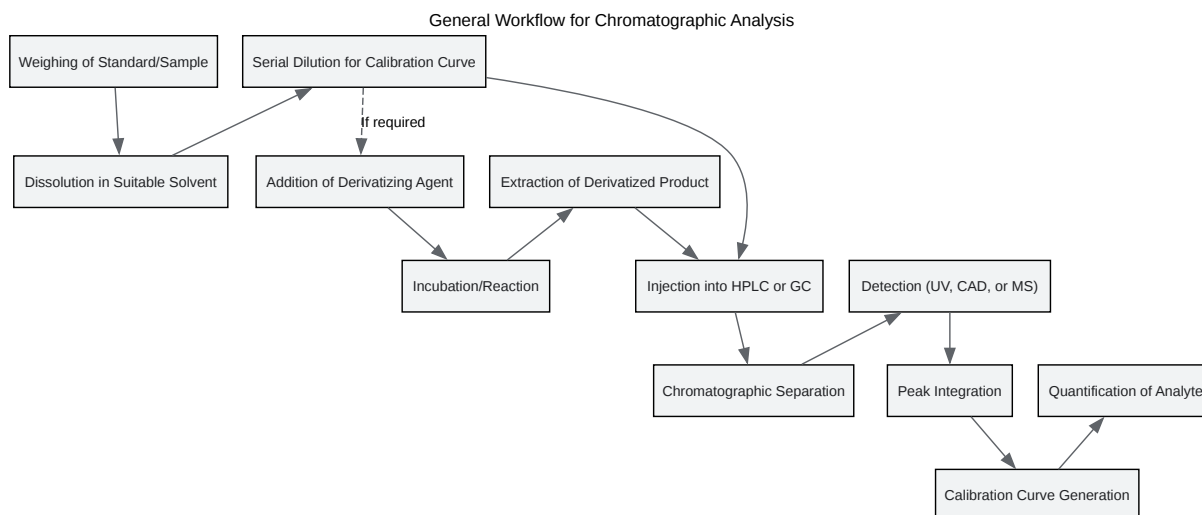 General Workflow for Chromatographic Analysis
Weighing of Standard/Sample
Serial Dilution for Calibration Curve
If required
Dissolution in Suitable Solvent
Addition of Derivatizing Agent
Extraction of Derivatized Product
Incubation/Reaction
Injection into HPLC or GC
Detection (UV, CAD, or MS)
Chromatographic Separation
Peak Integration
Quantification of Analyte
Calibration Curve Generation